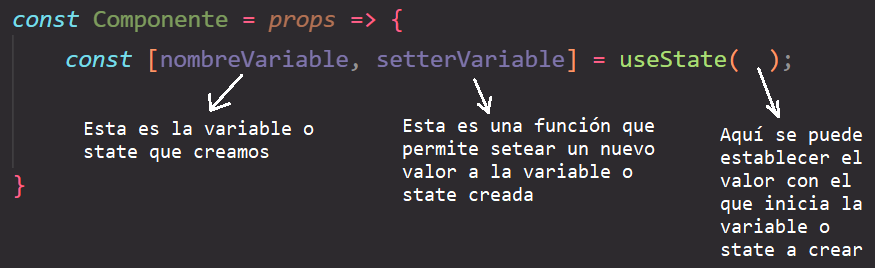 const Componente = props => {
const [nombreVariable, setterVariable] = useState(  );
Esta es la variable o
state que creamos
Esta es una función que
permite setear un nuevo
valor a la variable o
state creada
Aquí se puede
establecer el
valor con el
que inicia la
variable o
state a crear
}